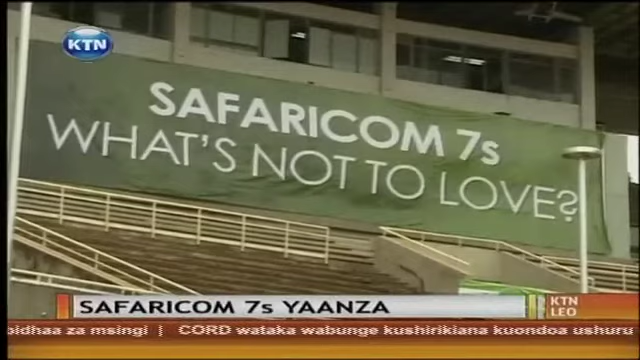 KTN
SAFARICOM 7s
WHAT'S NOT TO LOVE?
SAFARICOM 7s YAANZA
KTN
LEO
bidhaa za msingi | CORD wataka wabunge kushirikiana kuondoa ushuru